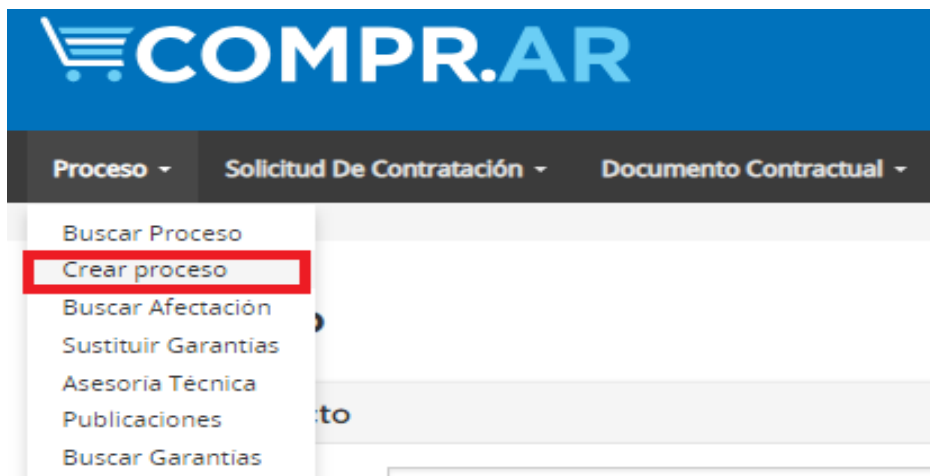 COMPR.AR
Proceso Solicitud De Contratación Documento Contractual
Buscar Proceso
Crear proceso
Buscar Afectación
Sustituir Garantías
Asesoría Técnica
Publicaciones
Buscar Garantías